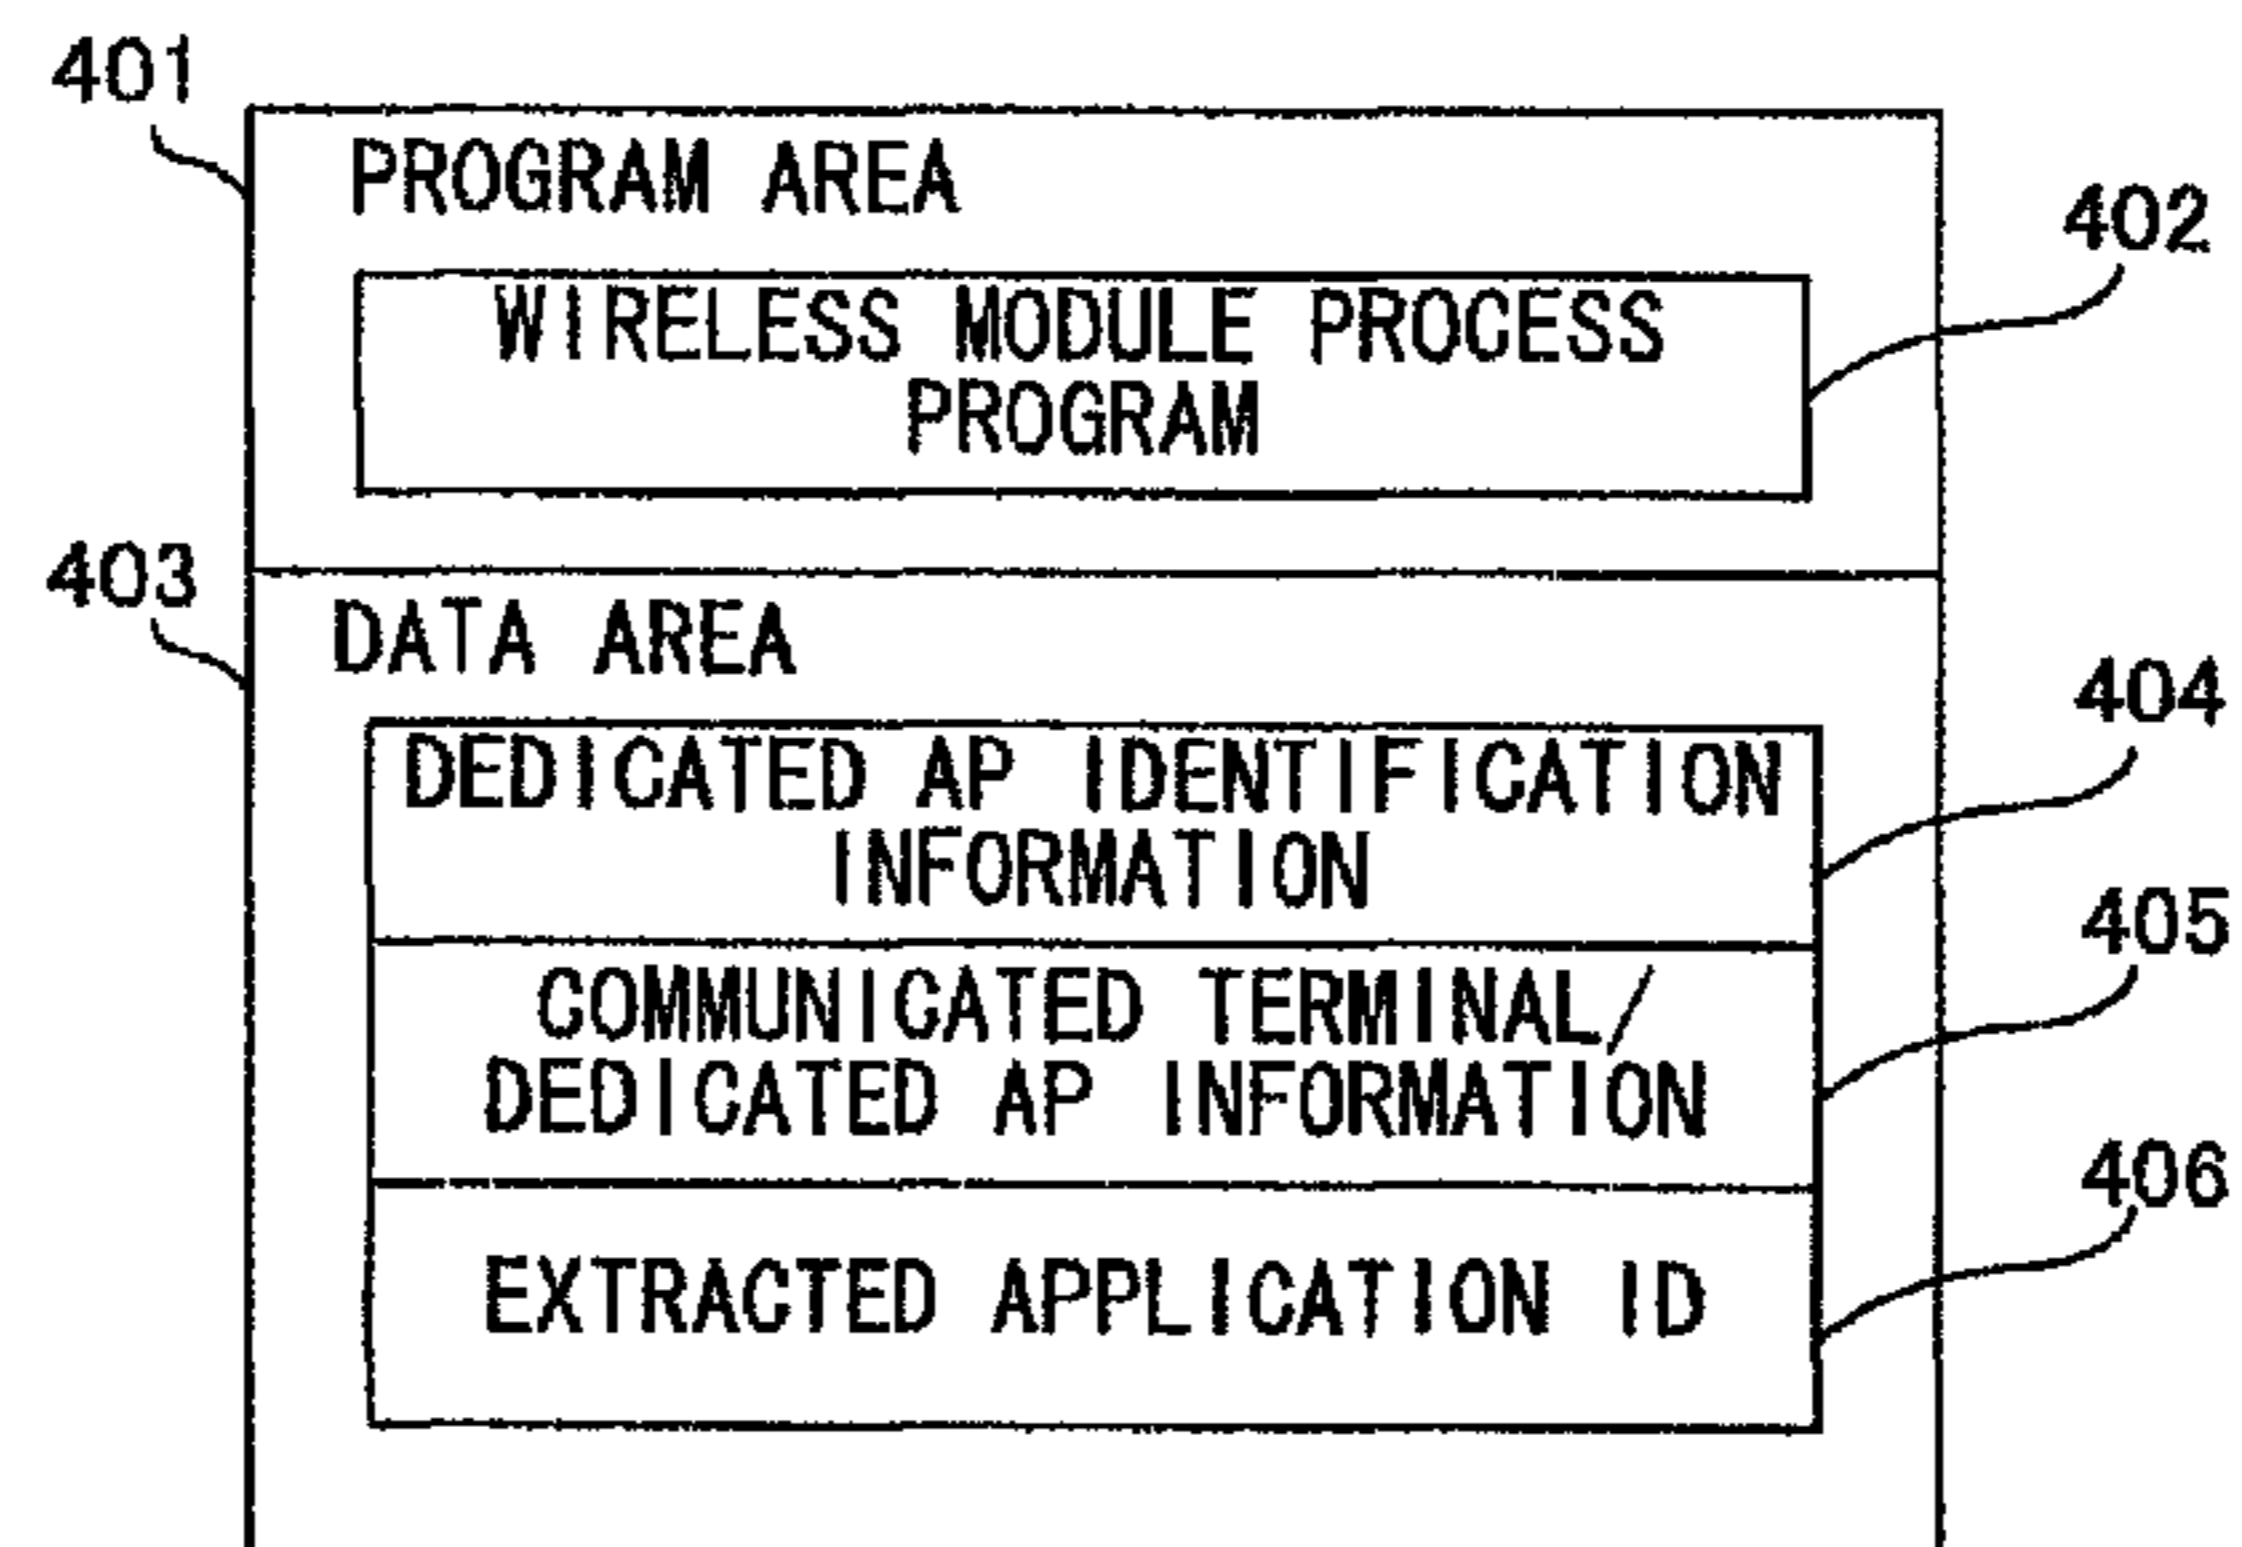 401
PROGRAM AREA
402
WIRELESS MODULE PROCESS
PROGRAM
403
DATA AREA
404
DEDICATED AP IDENTIFICATION
INFORMATION
405
COMMUNICATED TERMINAL/
DEDICATED AP INFORMATION
406
EXTRACTED APPLICATION ID